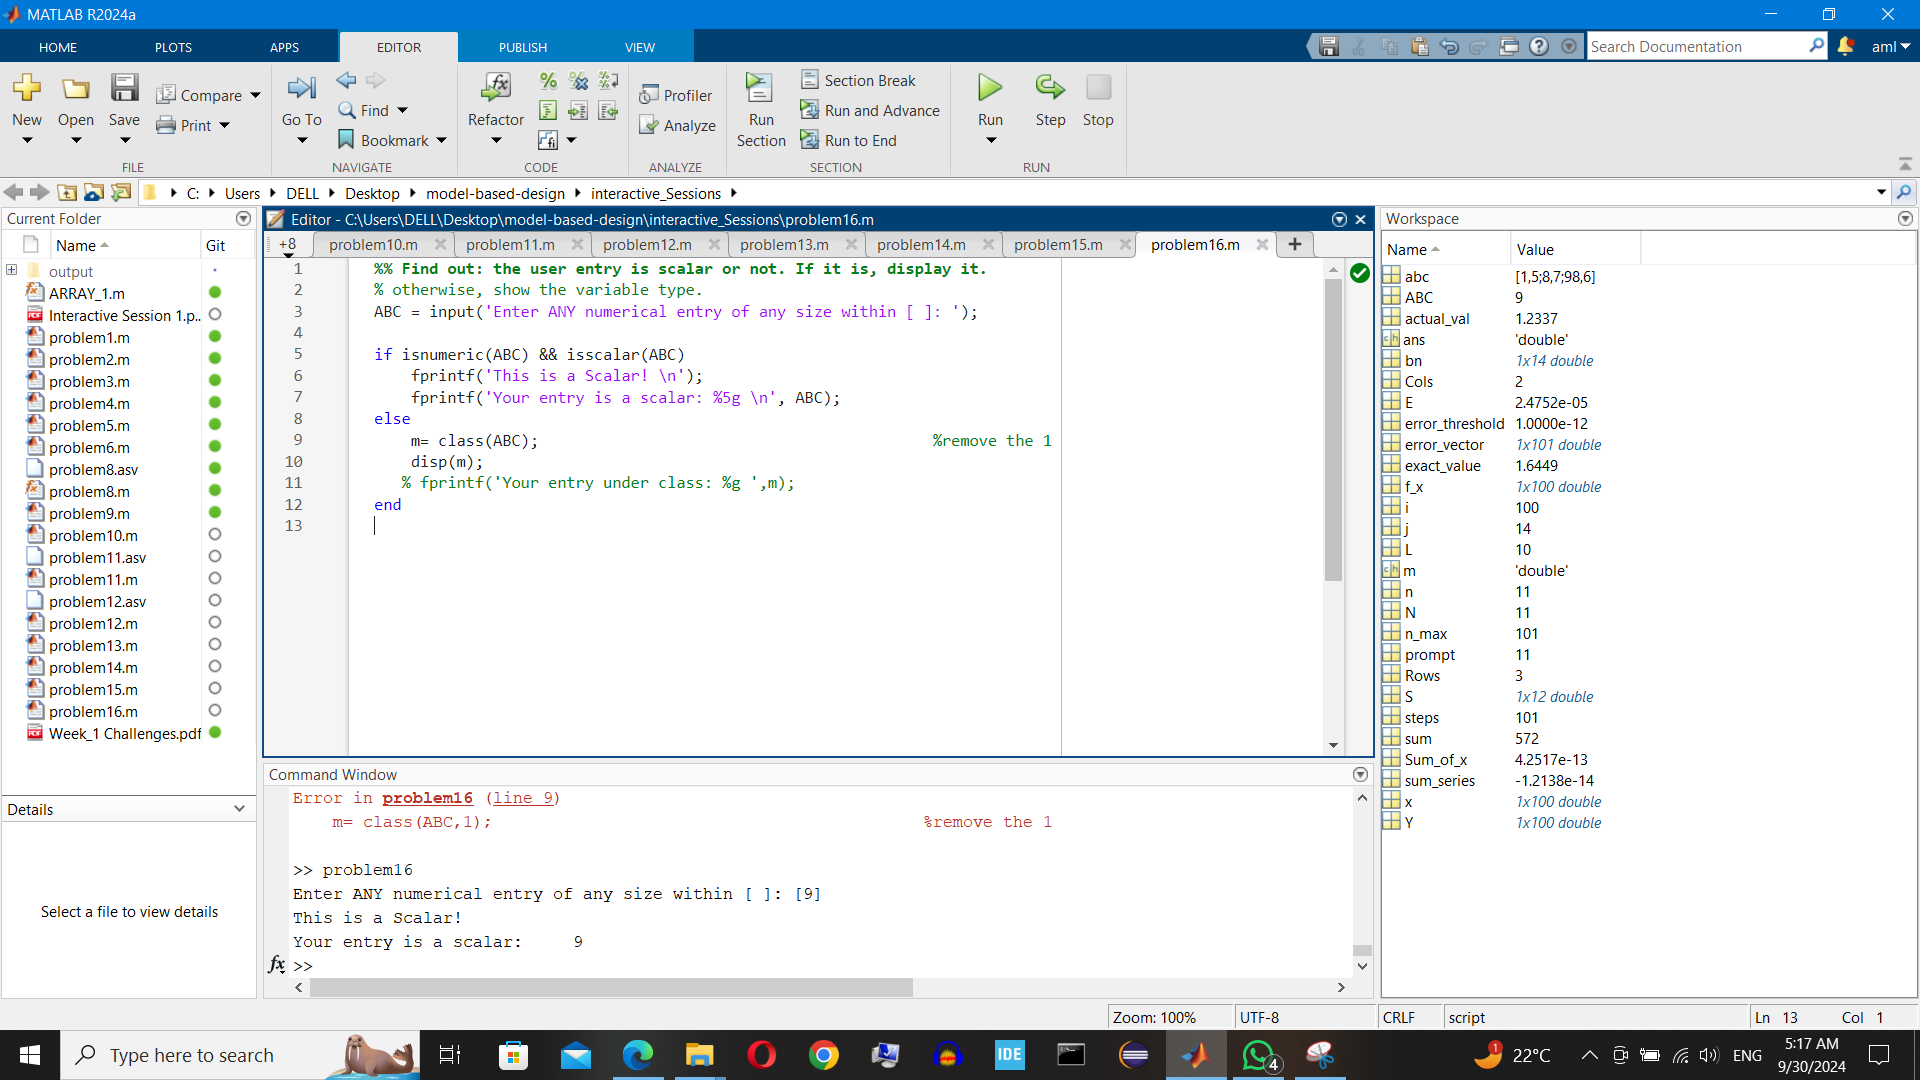 MATLAB R2024a
HOME PLOTS APPS EDITOR PUBLISH VIEW
Search Documentation
aml
New
Open
Save
Compare
Print
FILE
Go To
Find
Bookmark
NAVIGATE
Refactor
CODE
Profiler
Analyze
ANALYZE
Run Section
Section Break
Run and Advance
Run to End
SECTION
Run
Step
Stop
RUN
C: Users DELL Desktop model-based-design interactive_Sessions
Current Folder
Name Git
output
ARRAY_1.m
Interactive Session 1.p..
problem1.m
problem2.m
problem3.m
problem4.m
problem5.m
problem6.m
problem8.asv
problem8.m
problem9.m
problem10.m
problem11.asv
problem11.m
problem12.asv
problem12.m
problem13.m
problem14.m
problem15.m
problem16.m
Week_1 Challenges.pdf
Details
Select a file to view details
Editor - C:\Users\DELL\Desktop\model-based-design\interactive_Sessions\problem16.m
+8 problem10.m problem11.m problem12.m problem13.m problem14.m problem15.m problem16.m
1 %% Find out: the user entry is scalar or not. If it is, display it.
2 % otherwise, show the variable type.
3 ABC = input('Enter ANY numerical entry of any size within [ ]: ');
4
5 if isnumeric(ABC) && isscalar(ABC)
6 fprintf('This is a Scalar! \n');
7 fprintf('Your entry is a scalar: %5g \n', ABC);
8 else
9 m= class(ABC); %remove the 1
10 disp(m);
11 % fprintf('Your entry under class: %g ',m);
12 end
13
Command Window
Error in problem16 (line 9)
m= class(ABC,1); %remove the 1
>> problem16
Enter ANY numerical entry of any size within [ ]: [9]
This is a Scalar!
Your entry is a scalar: 9
fx >>
Workspace
Name Value
abc [1,5;8,7;98,6]
ABC 9
actual_val 1.2337
ans 'double'
bn 1x14 double
Cols 2
E 2.4752e-05
error_threshold 1.0000e-12
error_vector 1x101 double
exact_value 1.6449
f_x 1x100 double
i 100
j 14
L 10
m 'double'
n 11
N 11
n_max 101
prompt 11
Rows 3
S 1x12 double
steps 101
sum 572
Sum_of_x 4.2517e-13
sum_series -1.2138e-14
x 1x100 double
Y 1x100 double
Zoom: 100% UTF-8 CRLF script Ln 13 Col 1
Type here to search
IDE
4
1
22°C
ENG
5:17 AM
9/30/2024